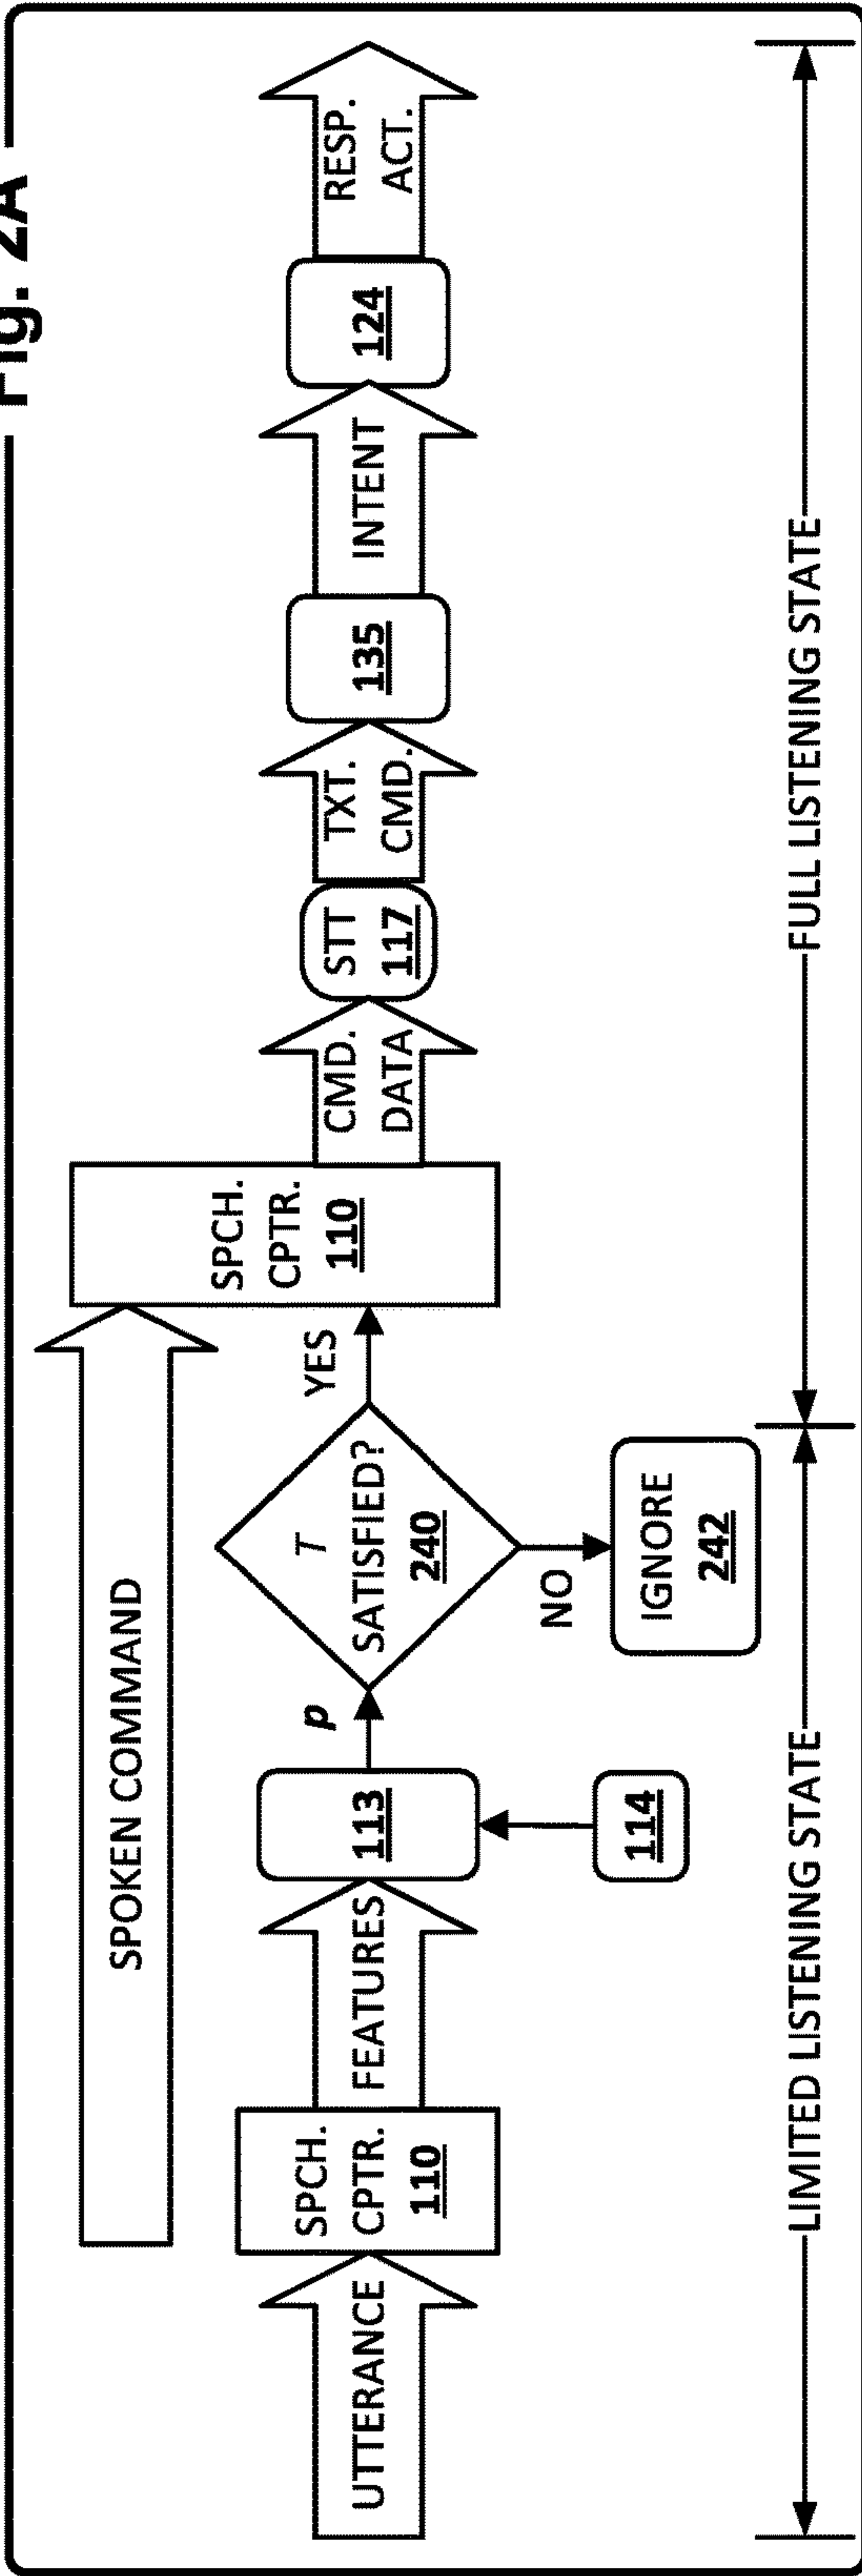 Fig. 2A
SPOKEN COMMAND
UTTERANCE
SPCH.
CPTR.
110
FEATURES
113
114
p
T
SATISFIED?
240
YES
NO
IGNORE
242
SPCH.
CPTR.
110
CMD.
DATA
STT
117
TXT.
CMD.
135
INTENT
124
RESP.
ACT.
LIMITED LISTENING STATE
FULL LISTENING STATE